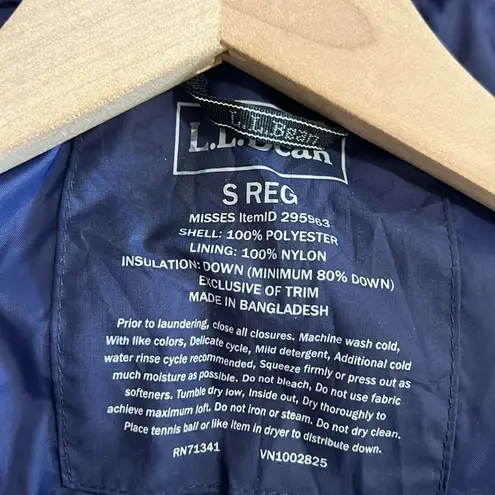 L.L.Bean
L.L.Bean
S REG
MISSES ItemID 295963
SHELL: 100% POLYESTER
LINING: 100% NYLON
INSULATION: DOWN (MINIMUM 80% DOWN)
EXCLUSIVE OF TRIM
MADE IN BANGLADESH
Prior to laundering, close all closures. Machine wash cold,
With like colors, Delicate cycle, Mild detergent, Additional cold
water rinse cycle recommended, Squeeze firmly or press out as
much moisture as possible. Do not bleach, Do not use fabric
softeners. Tumble dry low, Inside out, Dry thoroughly to
achieve maximum loft. Do not iron or steam. Do not dry clean.
Place tennis ball or like item in dryer to distribute down.
RN71341 VN1002825